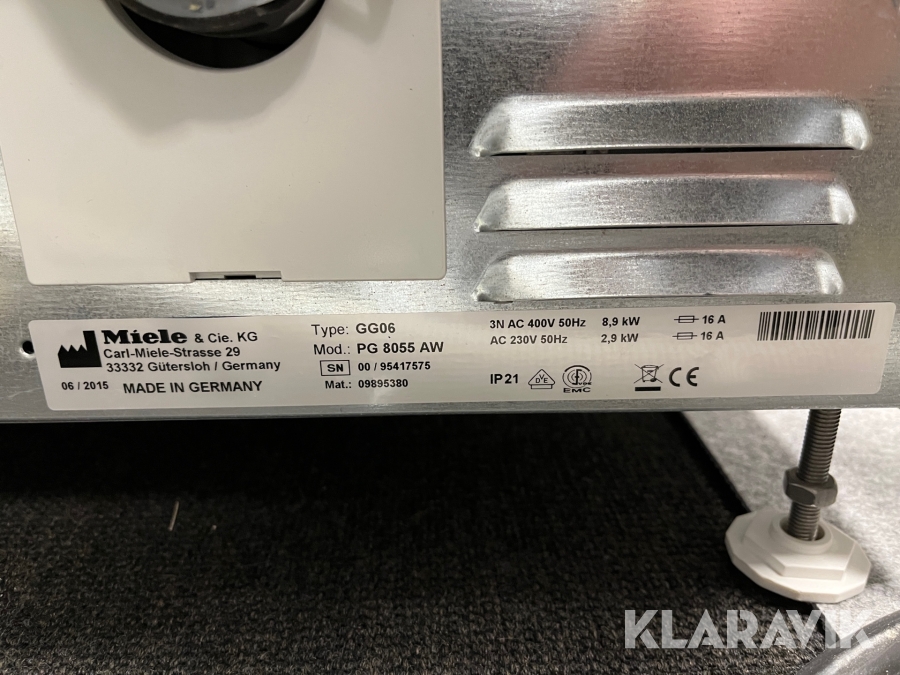 Miele & Cie. KG
Carl-Miele-Strasse 29
33332 Gütersloh / Germany
06 / 2015 MADE IN GERMANY
Type: GG06
Mod.: PG 8055 AW
SN 00 / 95417575
Mat.: 09895380
3N AC 400V 50Hz 8,9 kW 16 A
AC 230V 50Hz 2,9 kW 16 A
IP21
EMC
CE
KLARAVIK